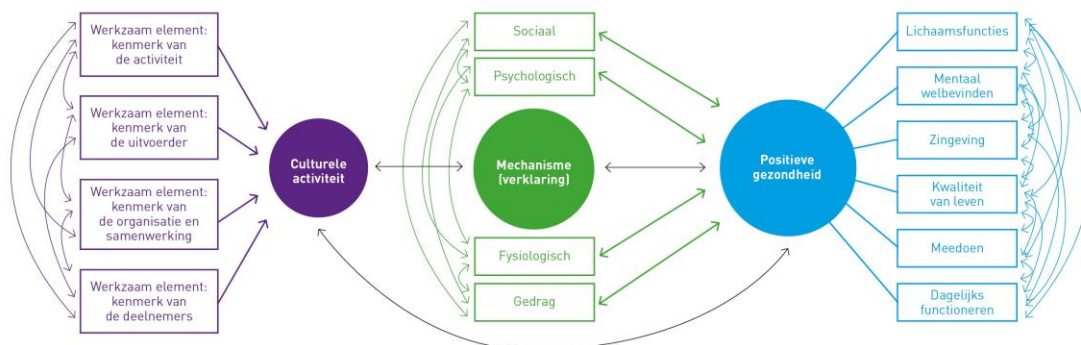 Werkzaam element:
kenmerk van
de activiteit
Werkzaam element:
kenmerk van
de uitvoerder
Werkzaam element:
kenmerk van
de organisatie en
samenwerking
Werkzaam element:
kenmerk van
de deelnemers
Culturele
activiteit
Sociaal
Psychologisch
Mechanisme
(verklaring)
Fysiologisch
Gedrag
Positieve
gezondheid
Lichaamsfuncties
Mentaal
welbevinden
Zingeving
Kwaliteit
van leven
Meedoen
Dagelijks
functioneren